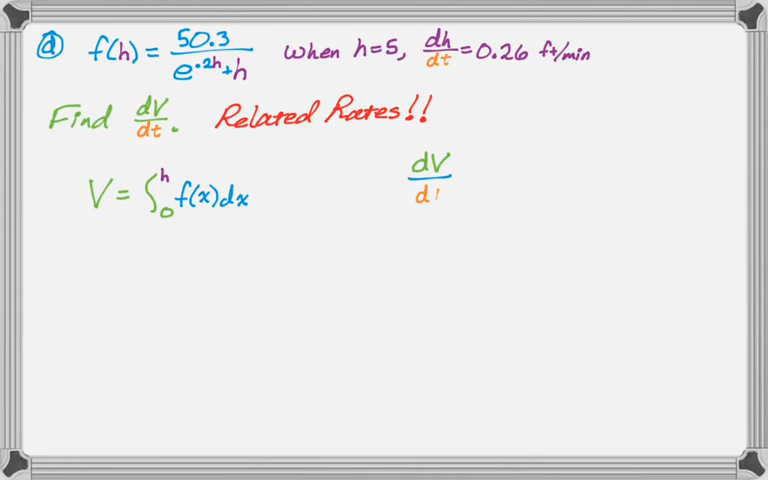 ⓓ f(h) = 50.3 / e^.2h + h when h=5, dh/dt = 0.26 ft/min
Find dV/dt. Related Rates!!
V = ∫₀ʰ f(x)dx dV/d